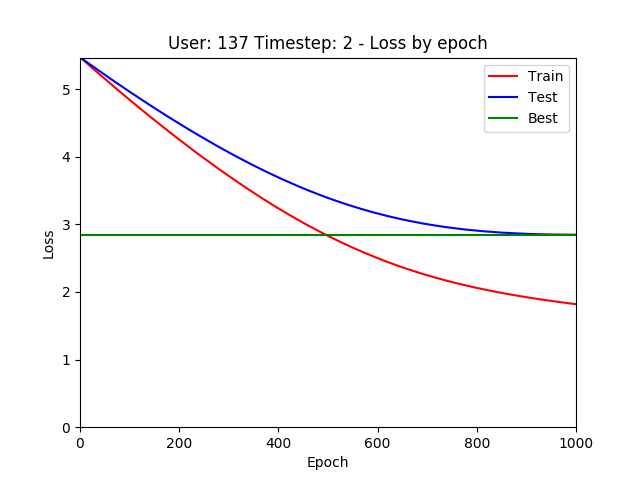 User: 137 Timestep: 2 - Loss by epoch
Train
Test
Best
5
4
3
2
1
0
Loss
0 200 400 600 800 1000
Epoch